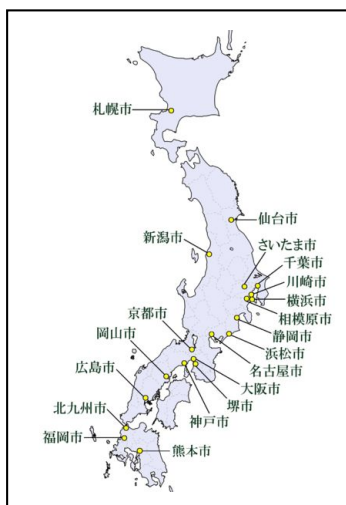 札幌市
仙台市
新潟市
さいたま市
千葉市
川崎市
横浜市
相模原市
静岡市
浜松市
名古屋市
京都市
岡山市
大阪市
広島市
堺市
神戸市
北九州市
福岡市
熊本市